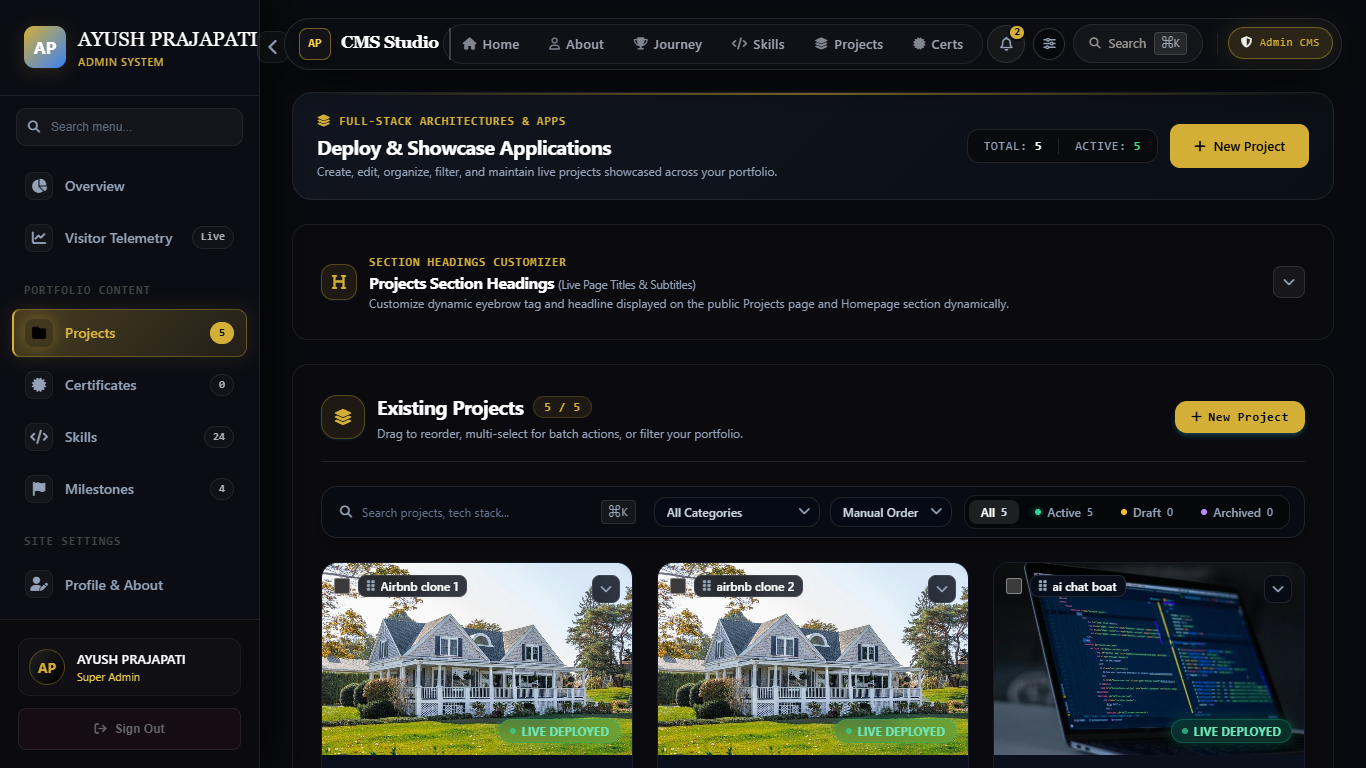 AP
AYUSH PRAJAPATI
ADMIN SYSTEM
Search menu...
Overview
Visitor Telemetry Live
PORTFOLIO CONTENT
Projects 5
Certificates 0
Skills 24
Milestones 4
SITE SETTINGS
Profile & About
AP
AYUSH PRAJAPATI
Super Admin
Sign Out
AP CMS Studio Home About Journey Skills Projects Certs 2 Search ⌘K Admin CMS
FULL-STACK ARCHITECTURES & APPS
Deploy & Showcase Applications
Create, edit, organize, filter, and maintain live projects showcased across your portfolio.
TOTAL: 5 ACTIVE: 5
+ New Project
SECTION HEADINGS CUSTOMIZER
H
Projects Section Headings (Live Page Titles & Subtitles)
Customize dynamic eyebrow tag and headline displayed on the public Projects page and Homepage section dynamically.
Existing Projects 5 / 5
Drag to reorder, multi-select for batch actions, or filter your portfolio.
+ New Project
Search projects, tech stack... ⌘K All Categories Manual Order All 5 Active 5 Draft 0 Archived 0
Airbnb clone 1
LIVE DEPLOYED
airbnb clone 2
LIVE DEPLOYED
ai chat boat
LIVE DEPLOYED